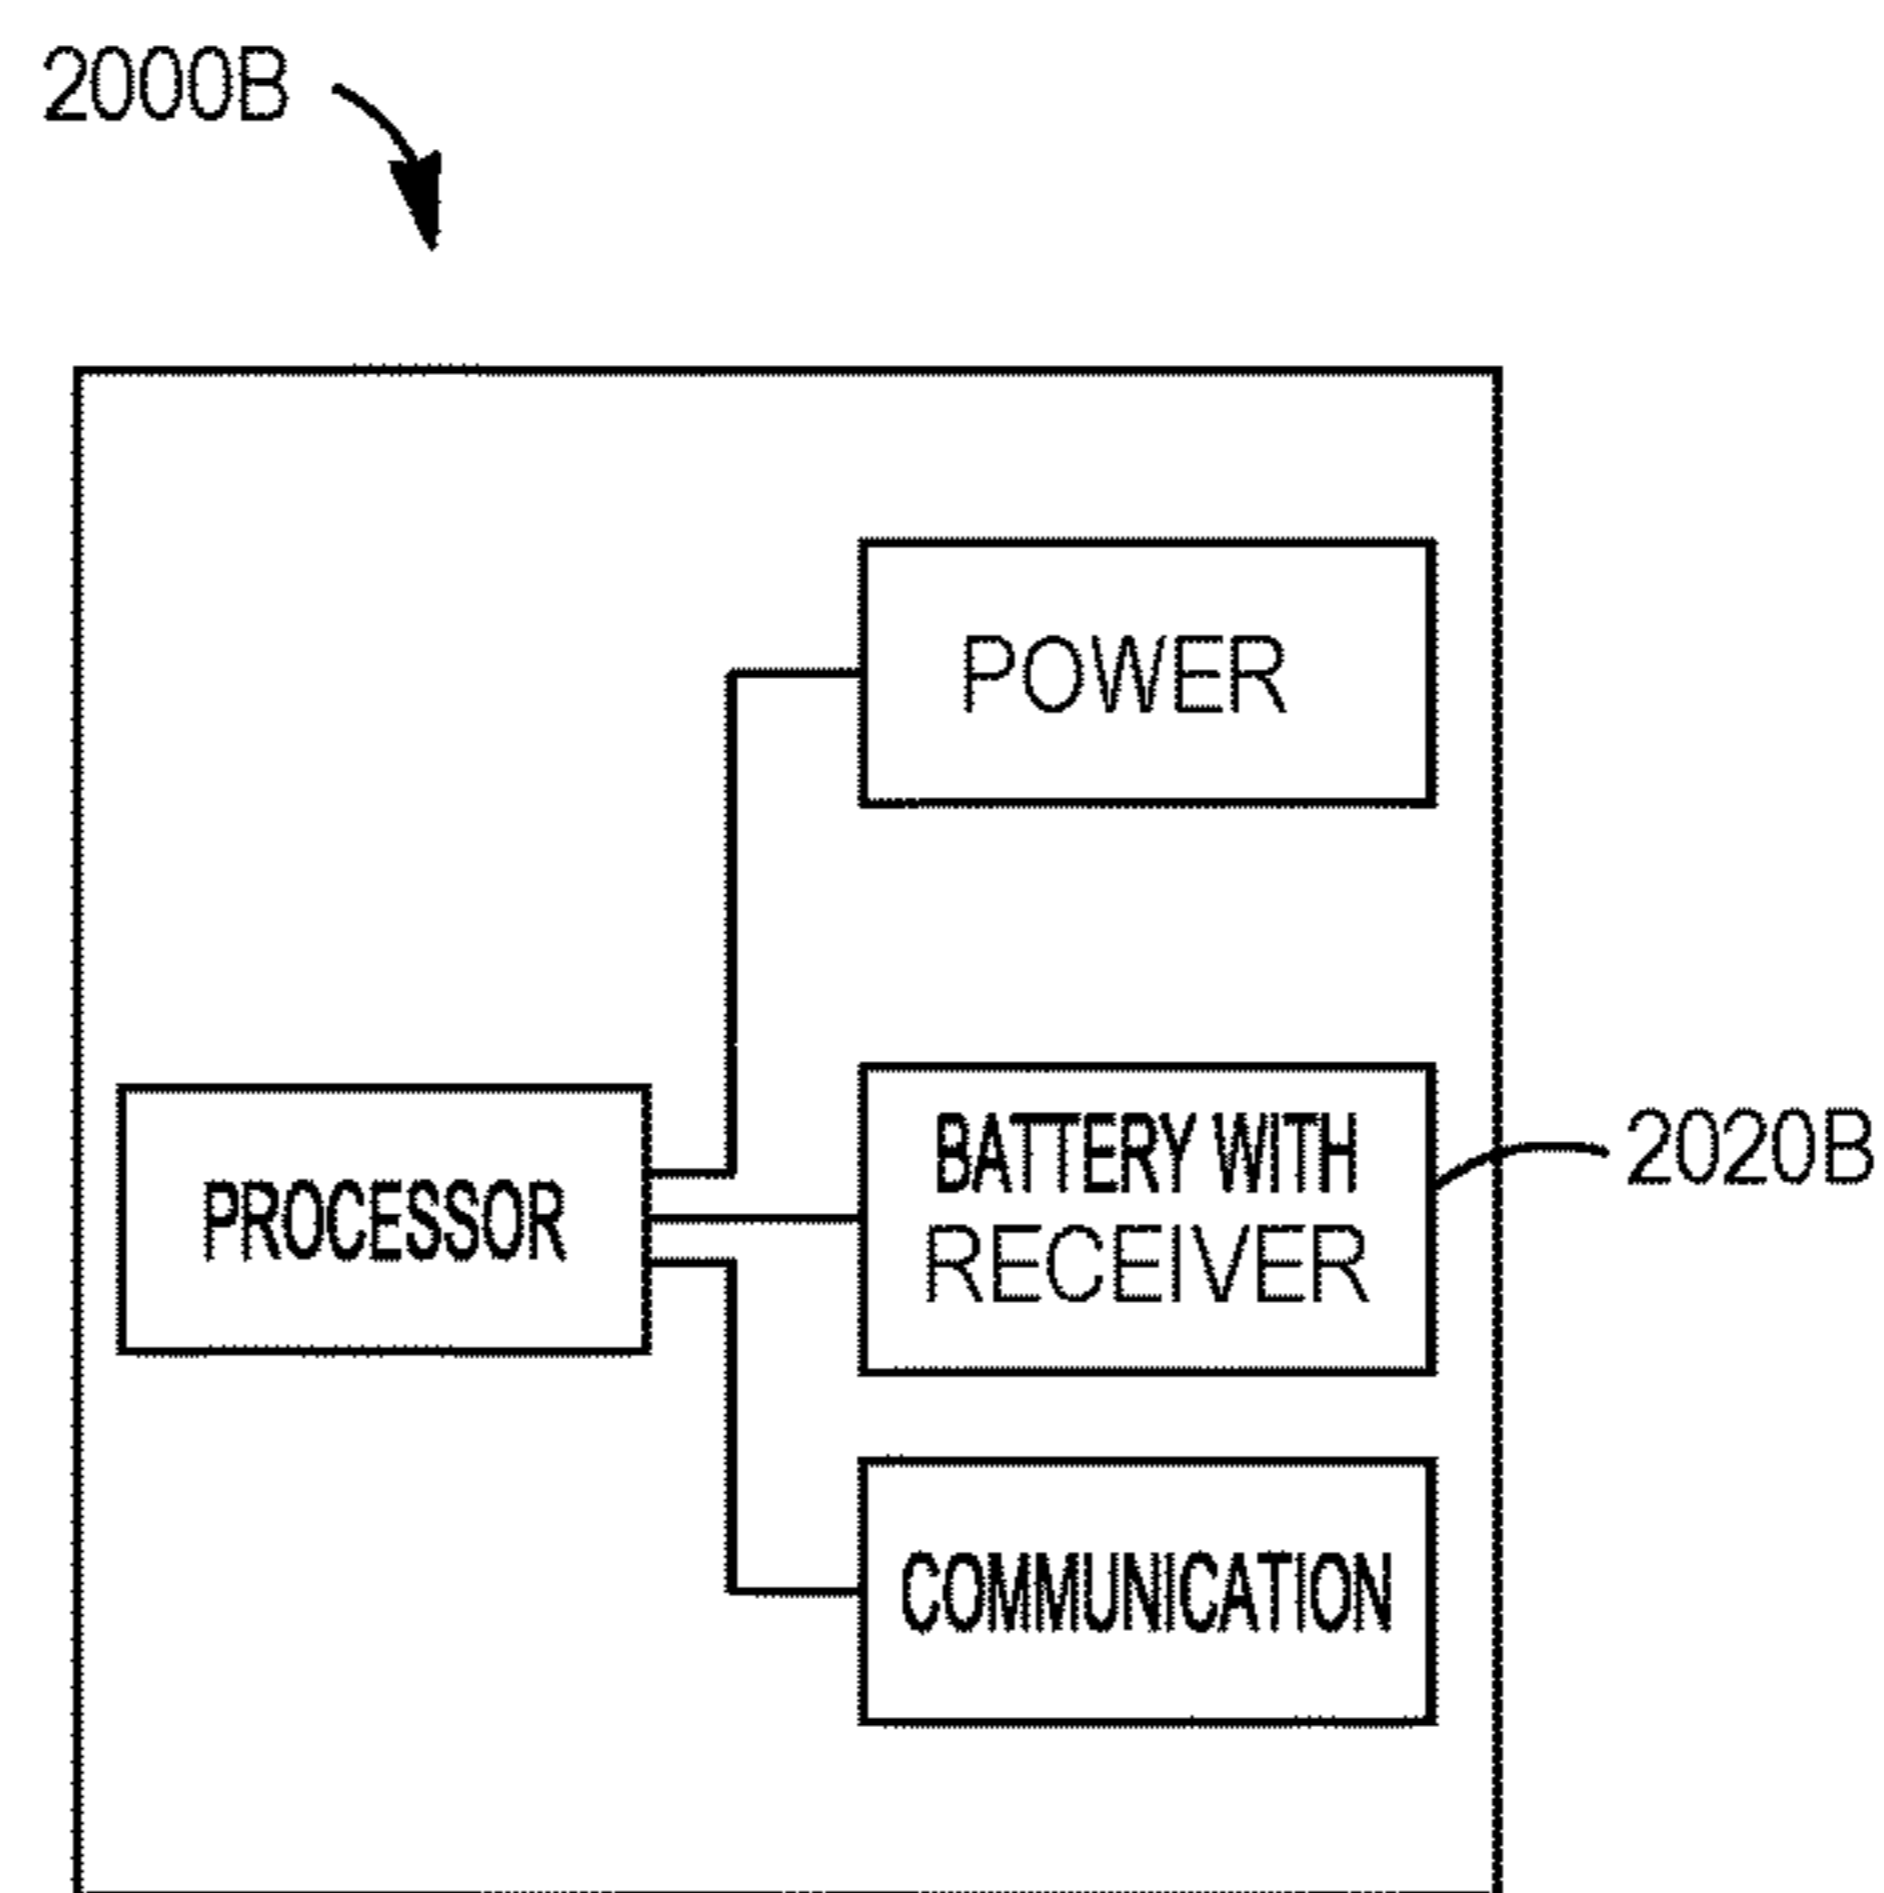 2000B
POWER
PROCESSOR
BATTERY WITH
RECEIVER
2020B
COMMUNICATION